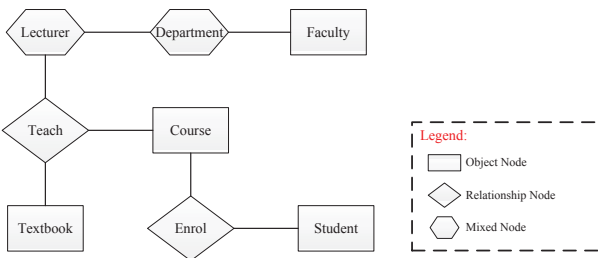 Lecturer
Department
Faculty
Teach
Course
Textbook
Enrol
Student
Legend:
Object Node
Relationship Node
Mixed Node